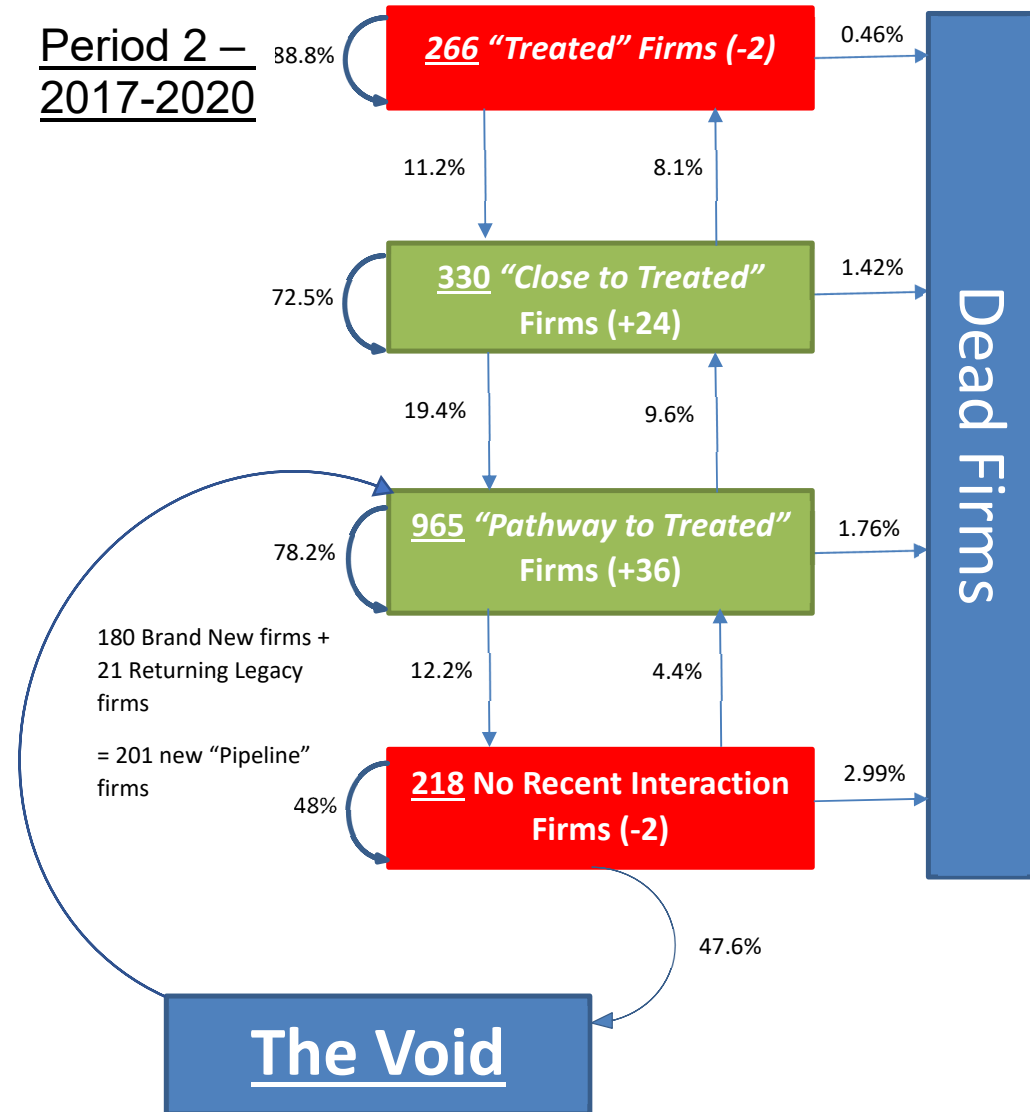 Period 2 –
2017-2020
88.8%
266 “Treated” Firms (-2)
0.46%
11.2%
8.1%
72.5%
330 “Close to Treated”
Firms (+24)
1.42%
19.4%
9.6%
78.2%
965 “Pathway to Treated”
Firms (+36)
1.76%
180 Brand New firms +
21 Returning Legacy
firms
= 201 new “Pipeline”
firms
12.2%
4.4%
48%
218 No Recent Interaction
Firms (-2)
2.99%
47.6%
The Void
Dead Firms